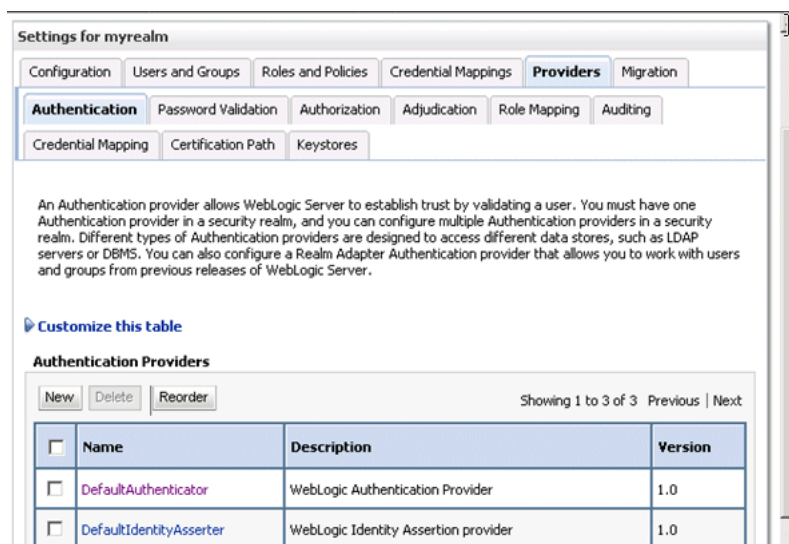 Settings for myrealm
Configuration Users and Groups Roles and Policies Credential Mappings Providers Migration
Authentication Password Validation Authorization Adjudication Role Mapping Auditing
Credential Mapping Certification Path Keystores
An Authentication provider allows WebLogic Server to establish trust by validating a user. You must have one
Authentication provider in a security realm, and you can configure multiple Authentication providers in a security
realm. Different types of Authentication providers are designed to access different data stores, such as LDAP
servers or DBMS. You can also configure a Realm Adapter Authentication provider that allows you to work with users
and groups from previous releases of WebLogic Server.
Customize this table
Authentication Providers
New Delete Reorder Showing 1 to 3 of 3 Previous | Next
Name Description Version
DefaultAuthenticator WebLogic Authentication Provider 1.0
DefaultIdentityAsserter WebLogic Identity Assertion provider 1.0